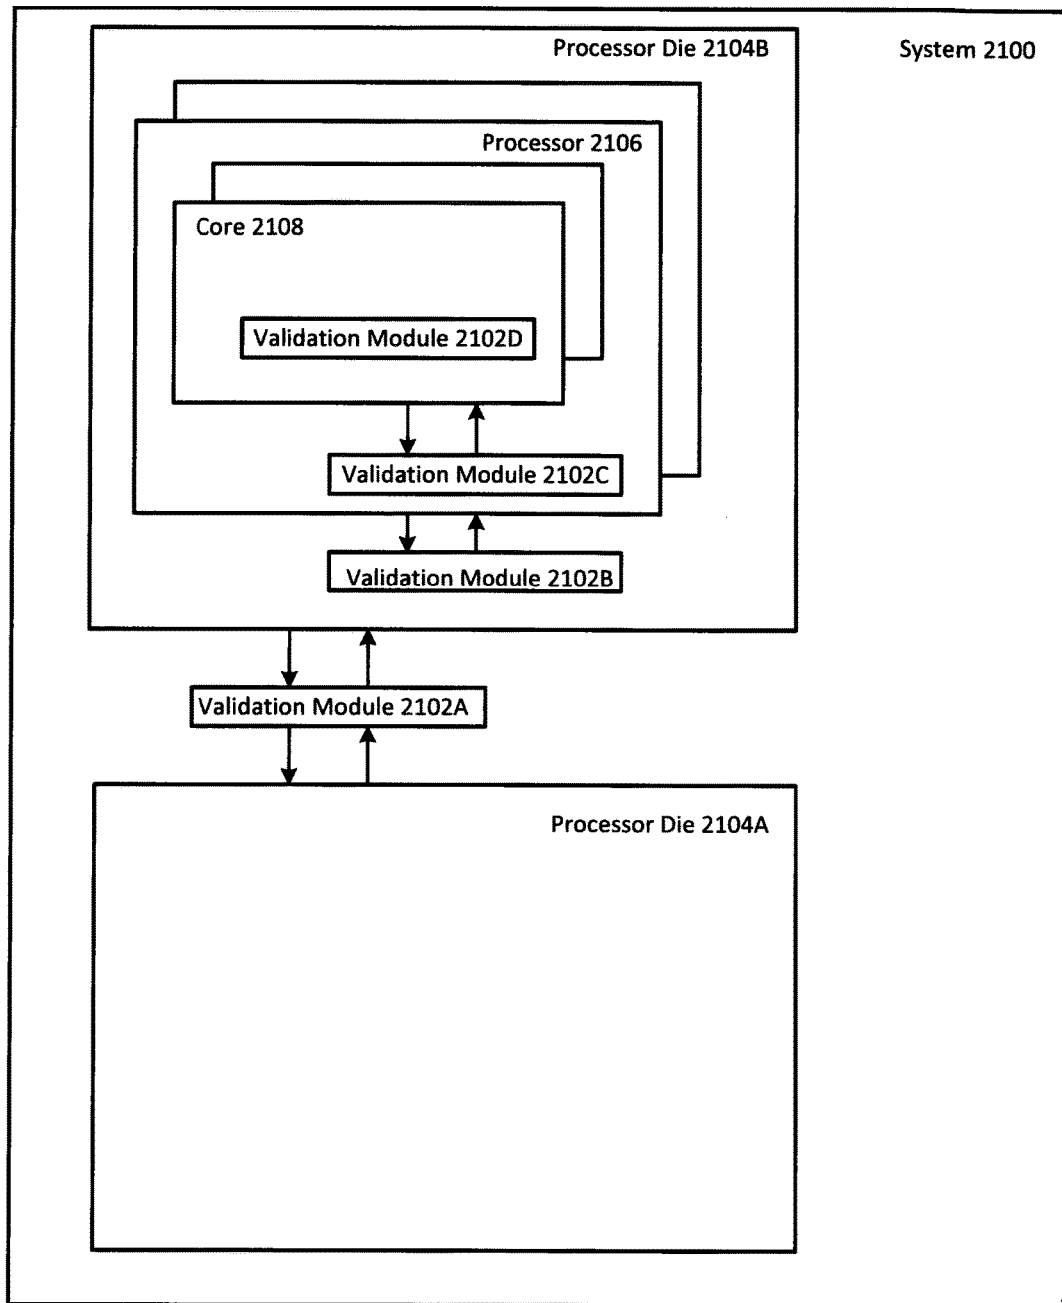 Processor Die 2104B
System 2100
Processor 2106
Core 2108
Validation Module 2102D
Validation Module 2102C
Validation Module 2102B
Validation Module 2102A
Processor Die 2104A